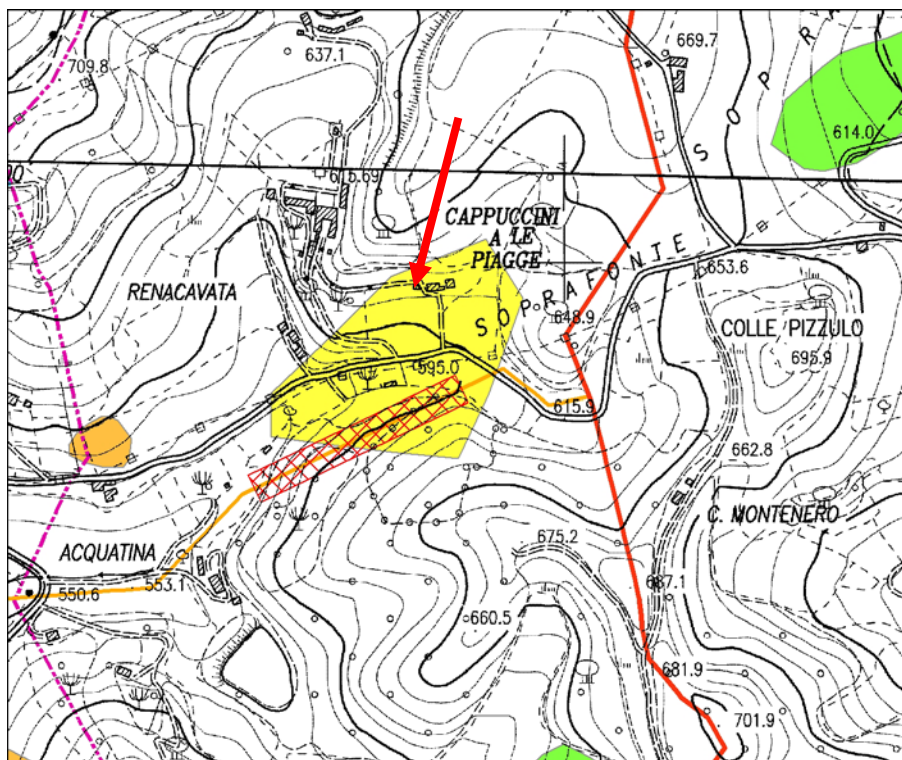 669.7
637.1
709.8
S O P R A
614.0
00
615.69
CAPPUCCINI
A LE
PIAGGE
SOPRAFONTE
653.6
RENACAVATA
648.9
COLLE PIZZULO
695.9
595.0
615.9
662.8
C. MONTENERO
ACQUATINA
675.2
553.1
550.6
687.1
660.5
681.9
701.9